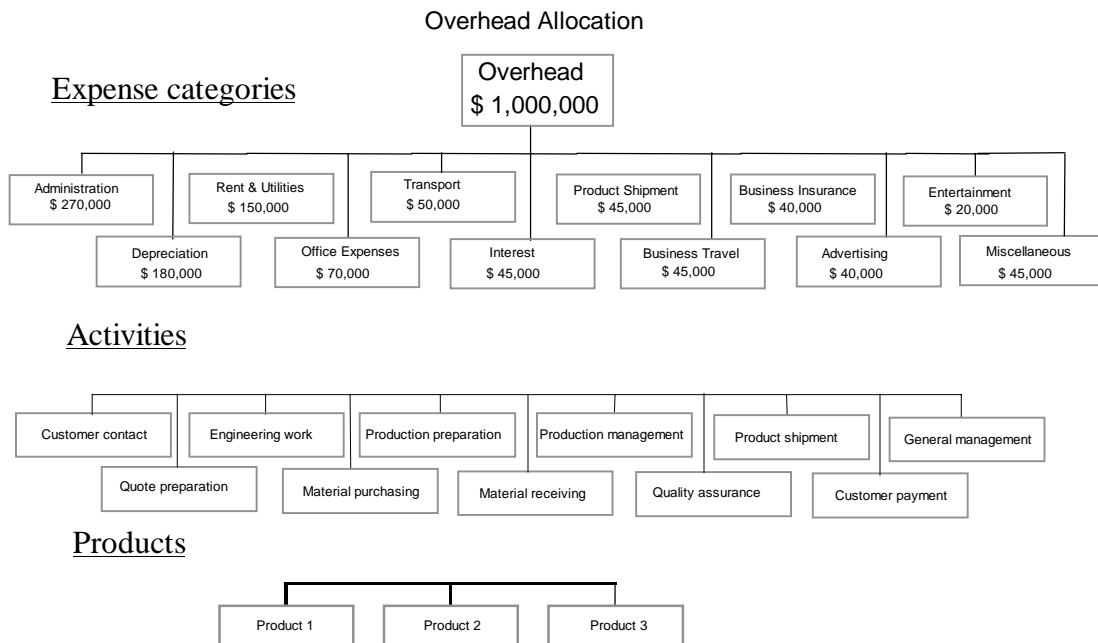 Overhead Allocation
Overhead
$ 1,000,000
Expense categories
Administration
$ 270,000
Rent & Utilities
$ 150,000
Transport
$ 50,000
Product Shipment
$ 45,000
Business Insurance
$ 40,000
Entertainment
$ 20,000
Depreciation
$ 180,000
Office Expenses
$ 70,000
Interest
$ 45,000
Business Travel
$ 45,000
Advertising
$ 40,000
Miscellaneous
$ 45,000
Activities
Customer contact
Engineering work
Production preparation
Production management
Product shipment
General management
Quote preparation
Material purchasing
Material receiving
Quality assurance
Customer payment
Products
Product 1
Product 2
Product 3